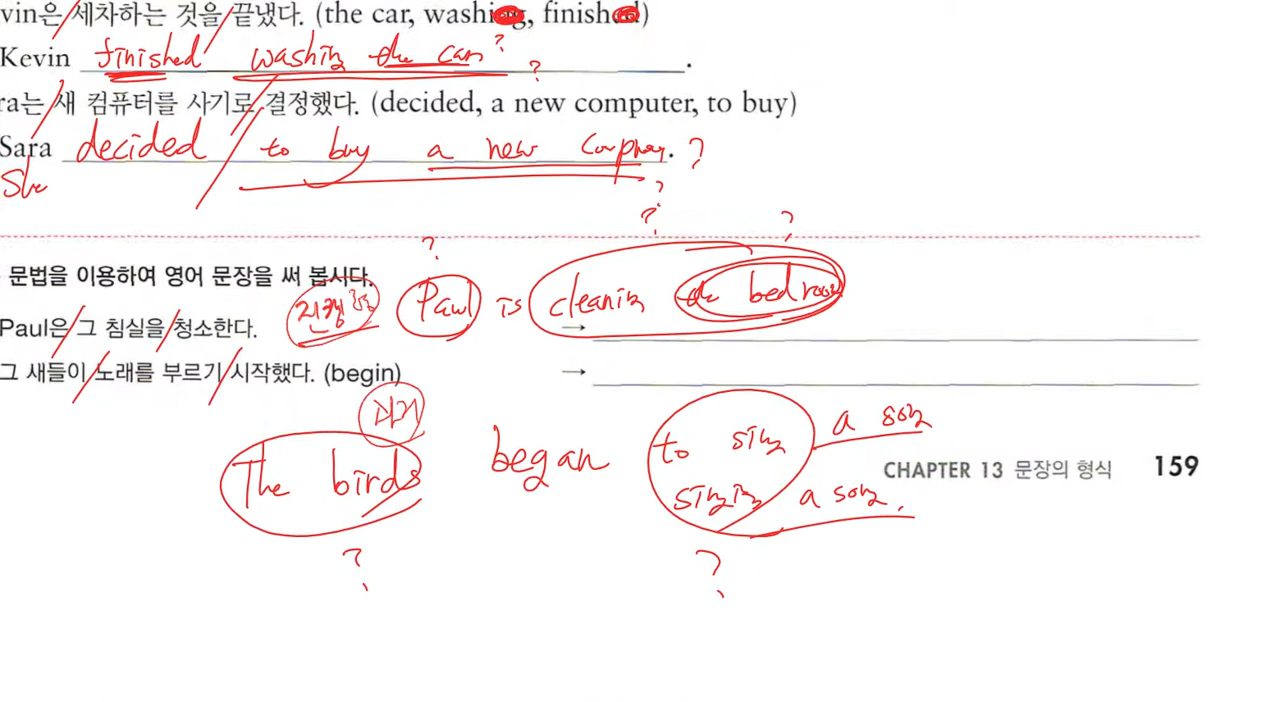 vin은 세차하는 것을 끝냈다. (the car, washing, finished)
Kevin finished washing the car ? ? .
ra는 새 컴퓨터를 사기로 결정했다. (decided, a new computer, to buy)
Sara decided to buy a new . ?
She
? ? ? ?
문법을 이용하여 영어 문장을 써 봅시다.
진행형 Paul is cleaning the bedroom
Paul은 그 침실을 청소한다. →
그 새들이 노래를 부르기 시작했다. (begin) →
과거
The birds began to sing a song
singing a song.
CHAPTER 13 문장의 형식 159
? ?